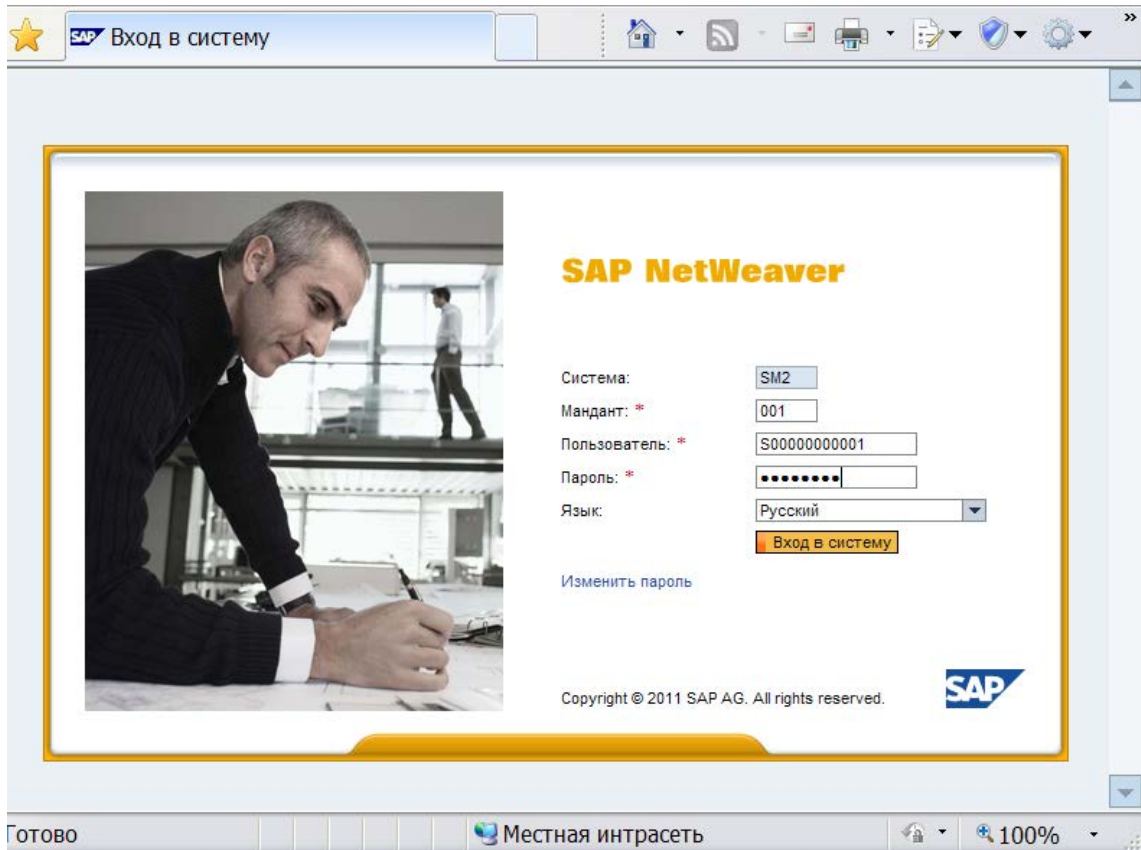 SAP Вход в систему
»
SAP NetWeaver
Система: SM2
Мандант: * 001
Пользователь: * S00000000001
Пароль: * ••••••••
Язык: Русский
Вход в систему
Изменить пароль
Copyright © 2011 SAP AG. All rights reserved.
SAP
Готово Местная интрасеть 100%